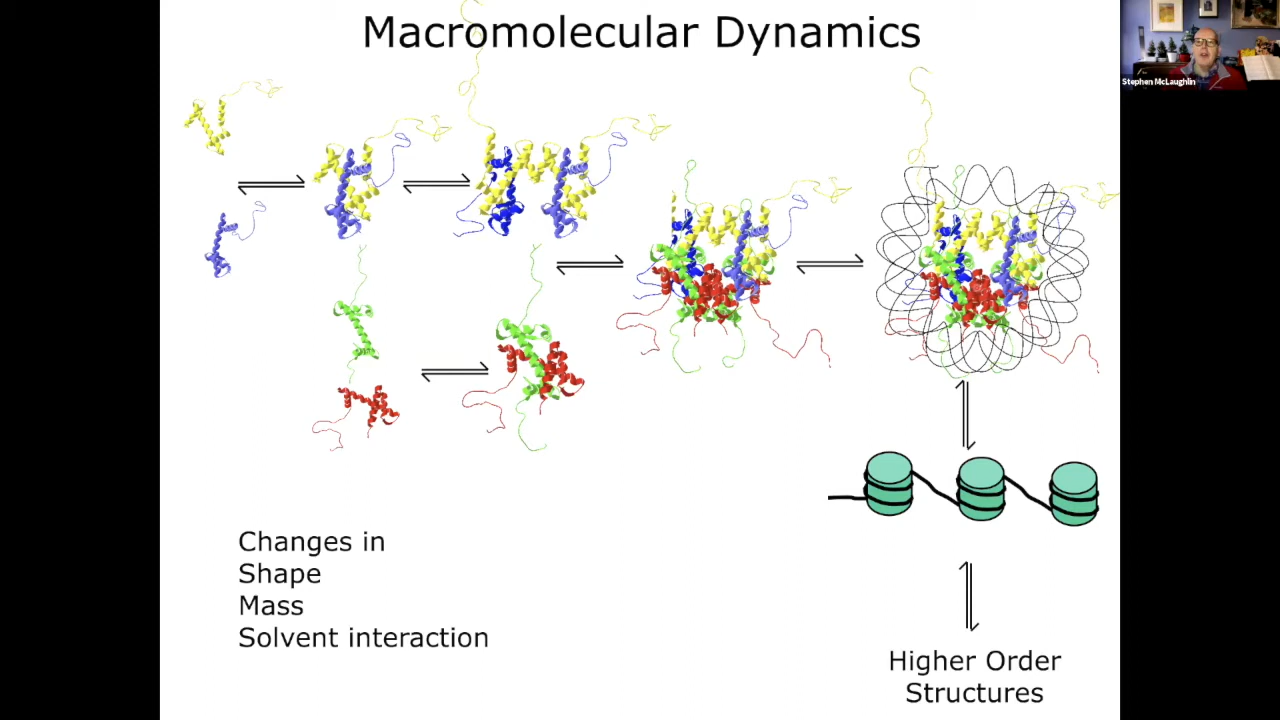 Macromolecular Dynamics
Stephen McLaughlin
Changes in
Shape
Mass
Solvent interaction
Higher Order
Structures